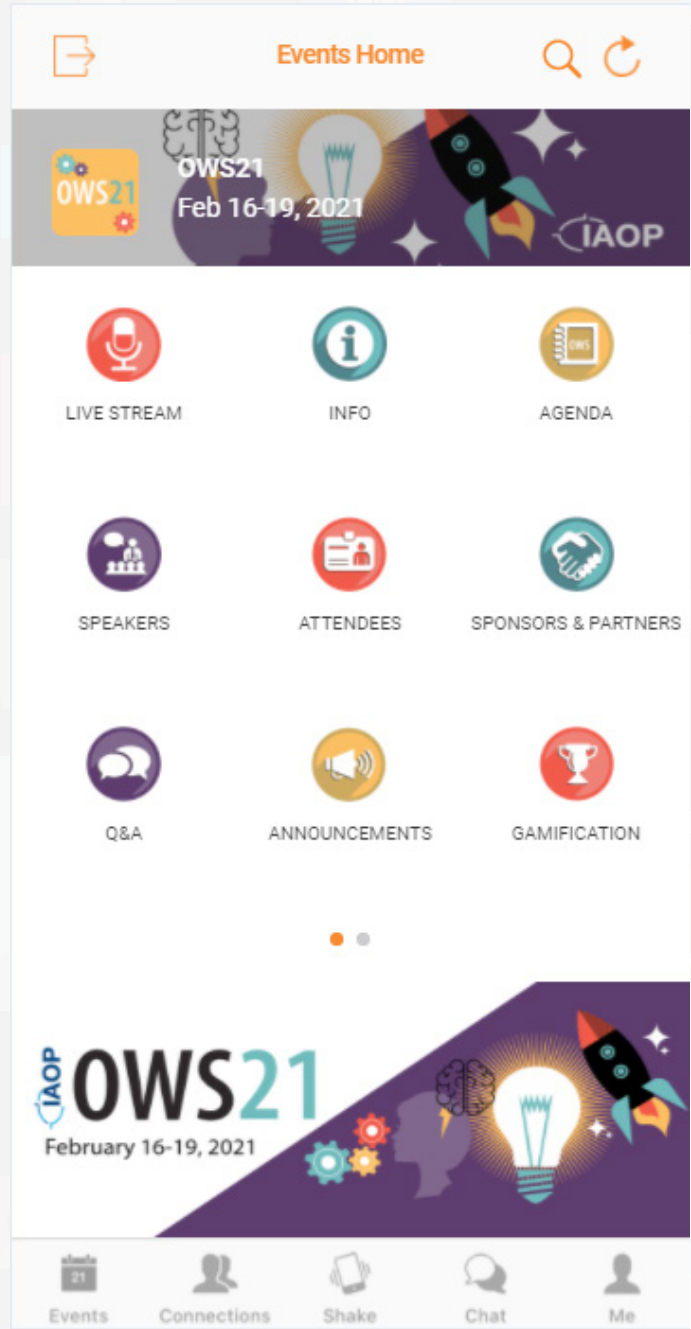 Events Home
OWS21
OWS21
Feb 16-19, 2021
IAOP
LIVE STREAM
INFO
OWS
AGENDA
SPEAKERS
ATTENDEES
SPONSORS & PARTNERS
Q&A
ANNOUNCEMENTS
GAMIFICATION
IAOP
OWS21
February 16-19, 2021
21
Events
Connections
Shake
Chat
Me